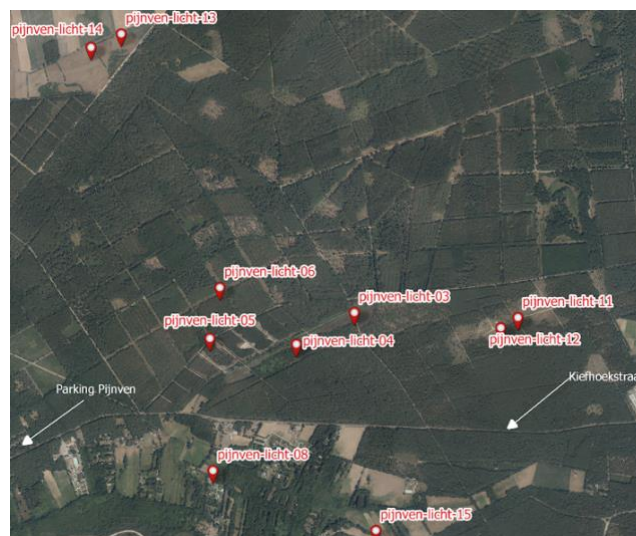 pijnven-licht-13
pijnven-licht-14
pijnven-licht-06
pijnven-licht-03
pijnven-licht-11
pijnven-licht-05
pijnven-licht-04
pijnven-licht-12
Kiefhoekstraa
Parking Pijnven
pijnven-licht-08
pijnven-licht-15